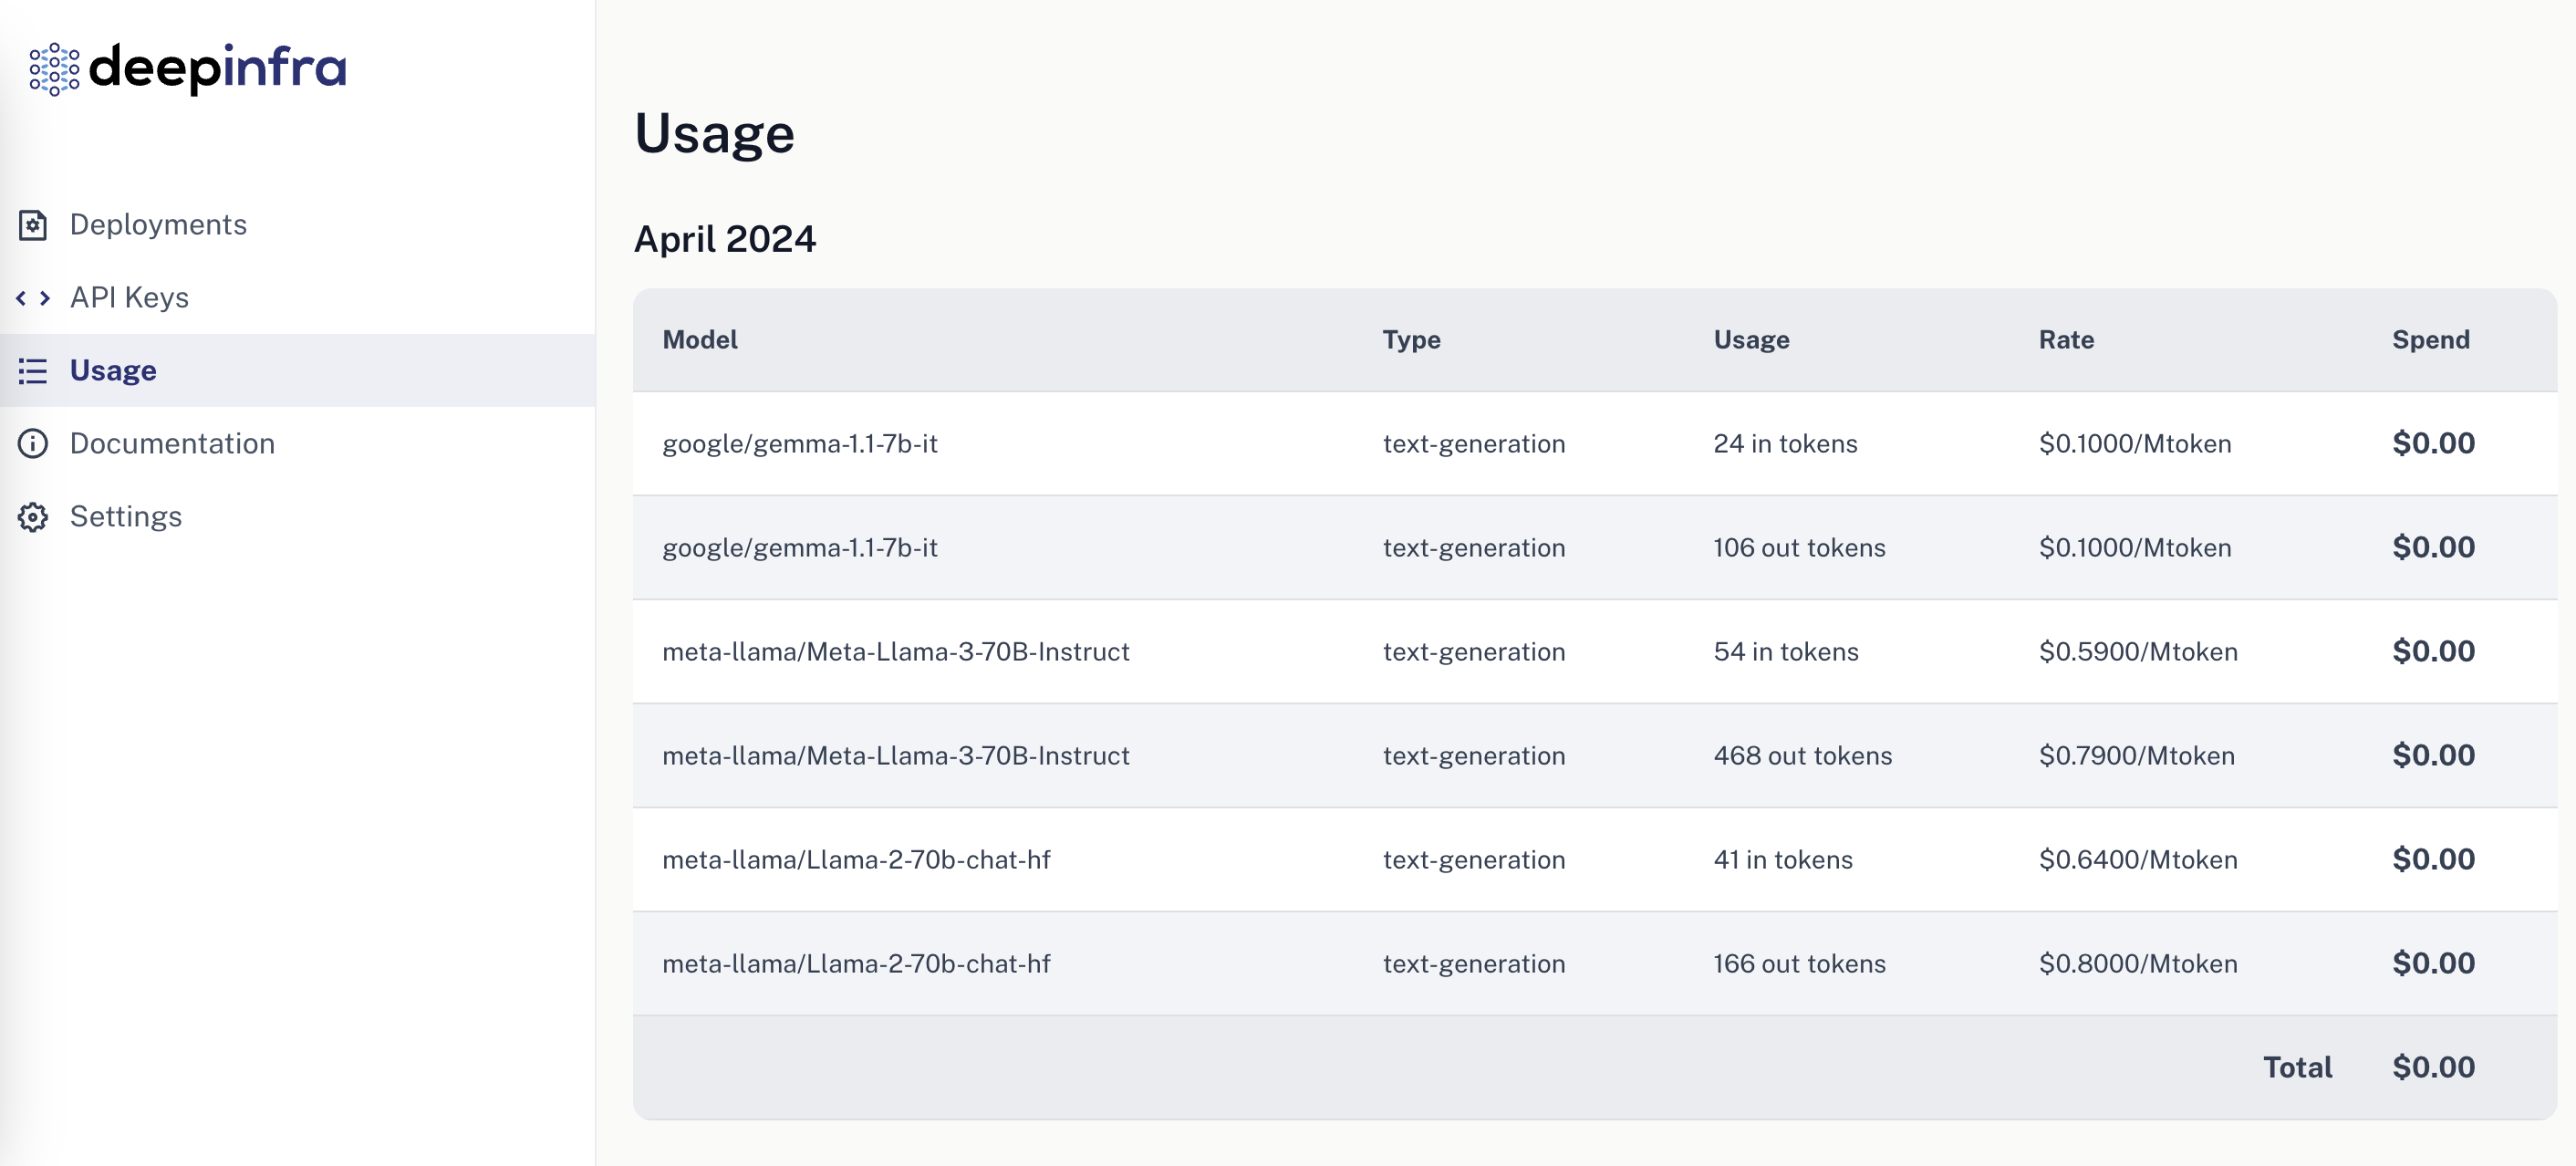 deepinfra
Deployments
API Keys
Usage
Documentation
Settings
Usage
April 2024
Model Type Usage Rate Spend
google/gemma-1.1-7b-it text-generation 24 in tokens $0.1000/Mtoken $0.00
google/gemma-1.1-7b-it text-generation 106 out tokens $0.1000/Mtoken $0.00
meta-llama/Meta-Llama-3-70B-Instruct text-generation 54 in tokens $0.5900/Mtoken $0.00
meta-llama/Meta-Llama-3-70B-Instruct text-generation 468 out tokens $0.7900/Mtoken $0.00
meta-llama/Llama-2-70b-chat-hf text-generation 41 in tokens $0.6400/Mtoken $0.00
meta-llama/Llama-2-70b-chat-hf text-generation 166 out tokens $0.8000/Mtoken $0.00
Total $0.00